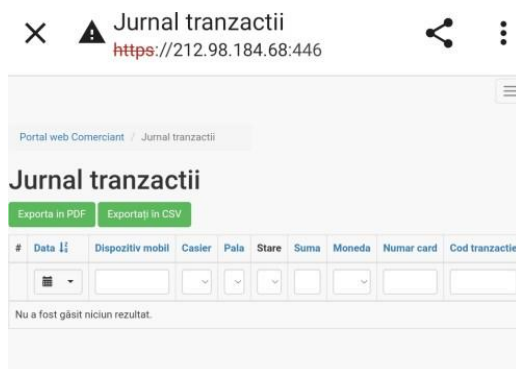 Jurnal tranzactii
https://212.98.184.68:446
Portal web Comerciant / Jurnal tranzactii
Jurnal tranzactii
Exporta in PDF Exportați în CSV
# Data Dispozitiv mobil Casier Pala Stare Suma Moneda Numar card Cod tranzactie
Nu a fost găsit niciun rezultat.